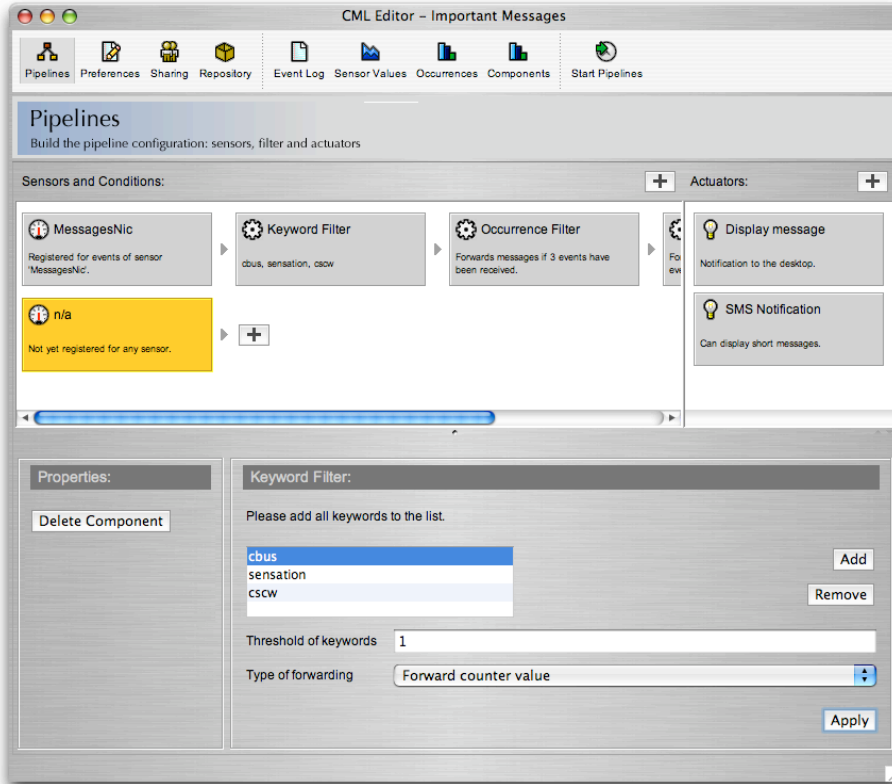 CML Editor – Important Messages
Pipelines Preferences Sharing Repository Event Log Sensor Values Occurrences Components Start Pipelines
Pipelines
Build the pipeline configuration: sensors, filter and actuators
Sensors and Conditions:
Actuators:
MessagesNic
Registered for events of sensor
'MessagesNic'.
Keyword Filter
cbus, sensation, cscw
Occurrence Filter
Forwards messages if 3 events have
been received.
Display message
Notification to the desktop.
n/a
Not yet registered for any sensor.
SMS Notification
Can display short messages.
Properties:
Delete Component
Keyword Filter:
Please add all keywords to the list.
cbus
sensation
cscw
Add
Remove
Threshold of keywords 1
Type of forwarding Forward counter value
Apply